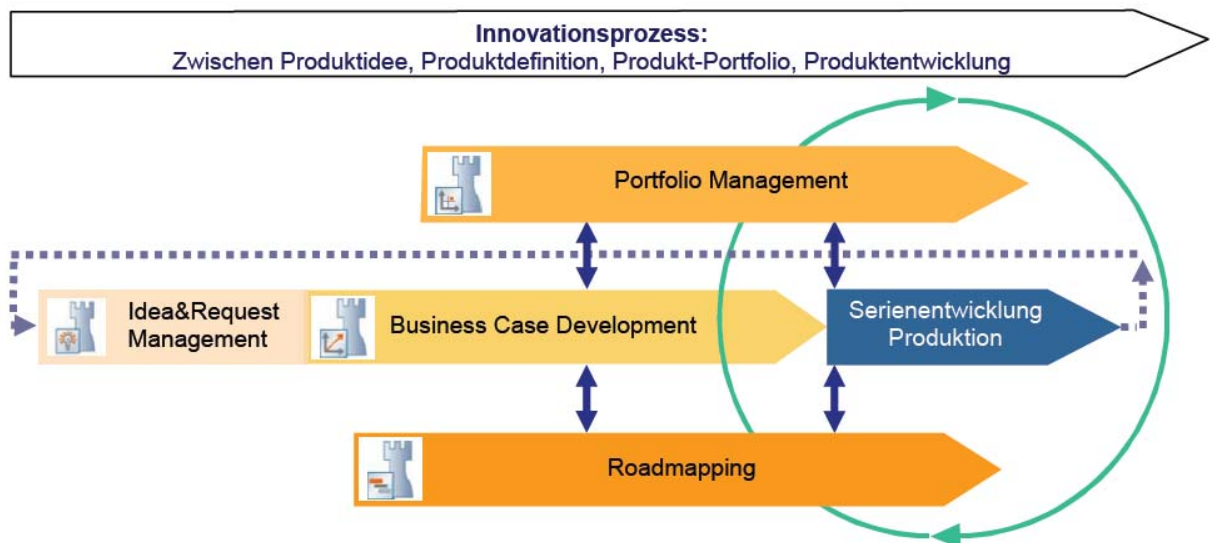 Innovationsprozess:
Zwischen Produktidee, Produktdefinition, Produkt-Portfolio, Produktentwicklung
Portfolio Management
Idea&Request
Management
Business Case Development
Serienentwicklung
Produktion
Roadmapping